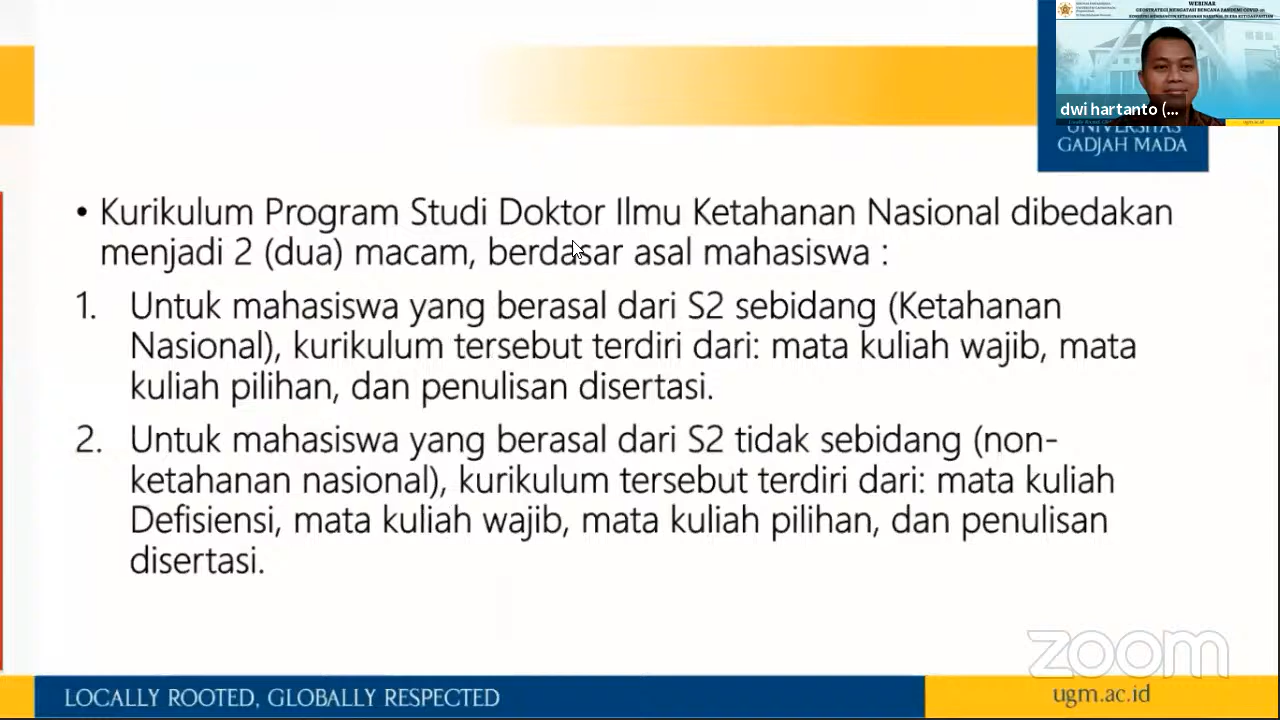 WEBINAR
dwi hartanto (...
UNIVERSITAS
GADJAH MADA
• Kurikulum Program Studi Doktor Ilmu Ketahanan Nasional dibedakan
menjadi 2 (dua) macam, berdasar asal mahasiswa :
1. Untuk mahasiswa yang berasal dari S2 sebidang (Ketahanan
Nasional), kurikulum tersebut terdiri dari: mata kuliah wajib, mata
kuliah pilihan, dan penulisan disertasi.
2. Untuk mahasiswa yang berasal dari S2 tidak sebidang (non-
ketahanan nasional), kurikulum tersebut terdiri dari: mata kuliah
Defisiensi, mata kuliah wajib, mata kuliah pilihan, dan penulisan
disertasi.
zoom
LOCALLY ROOTED, GLOBALLY RESPECTED
ugm.ac.id